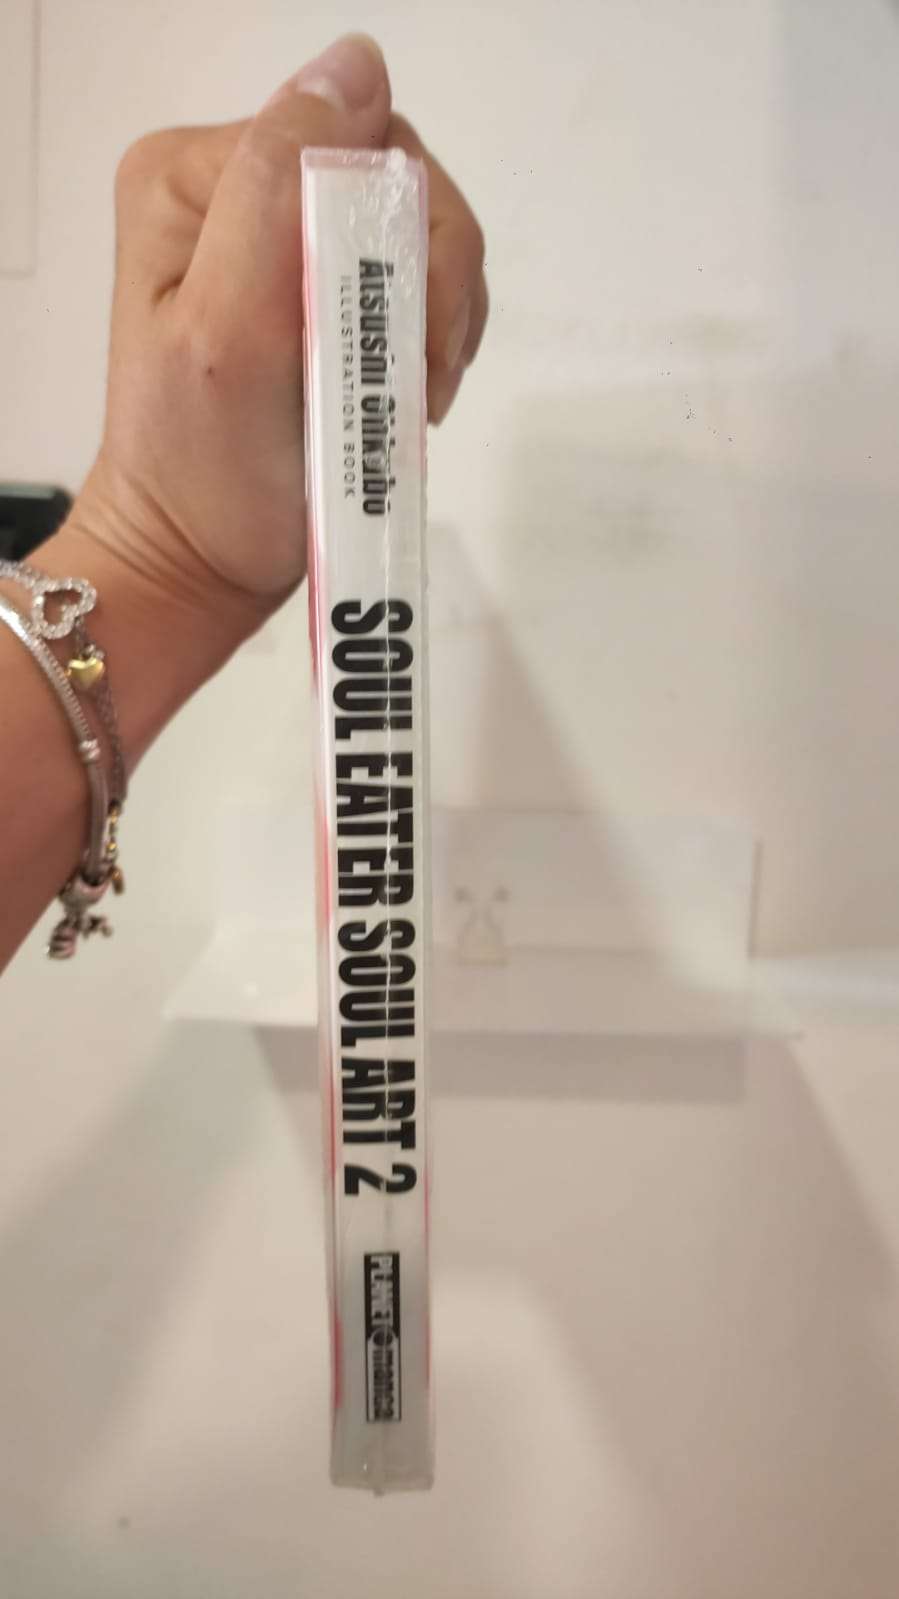 ATSUSHI OHKUBO
ILLUSTRATION BOOK
SOUL EATER SOUL ART 2
PLANET manga